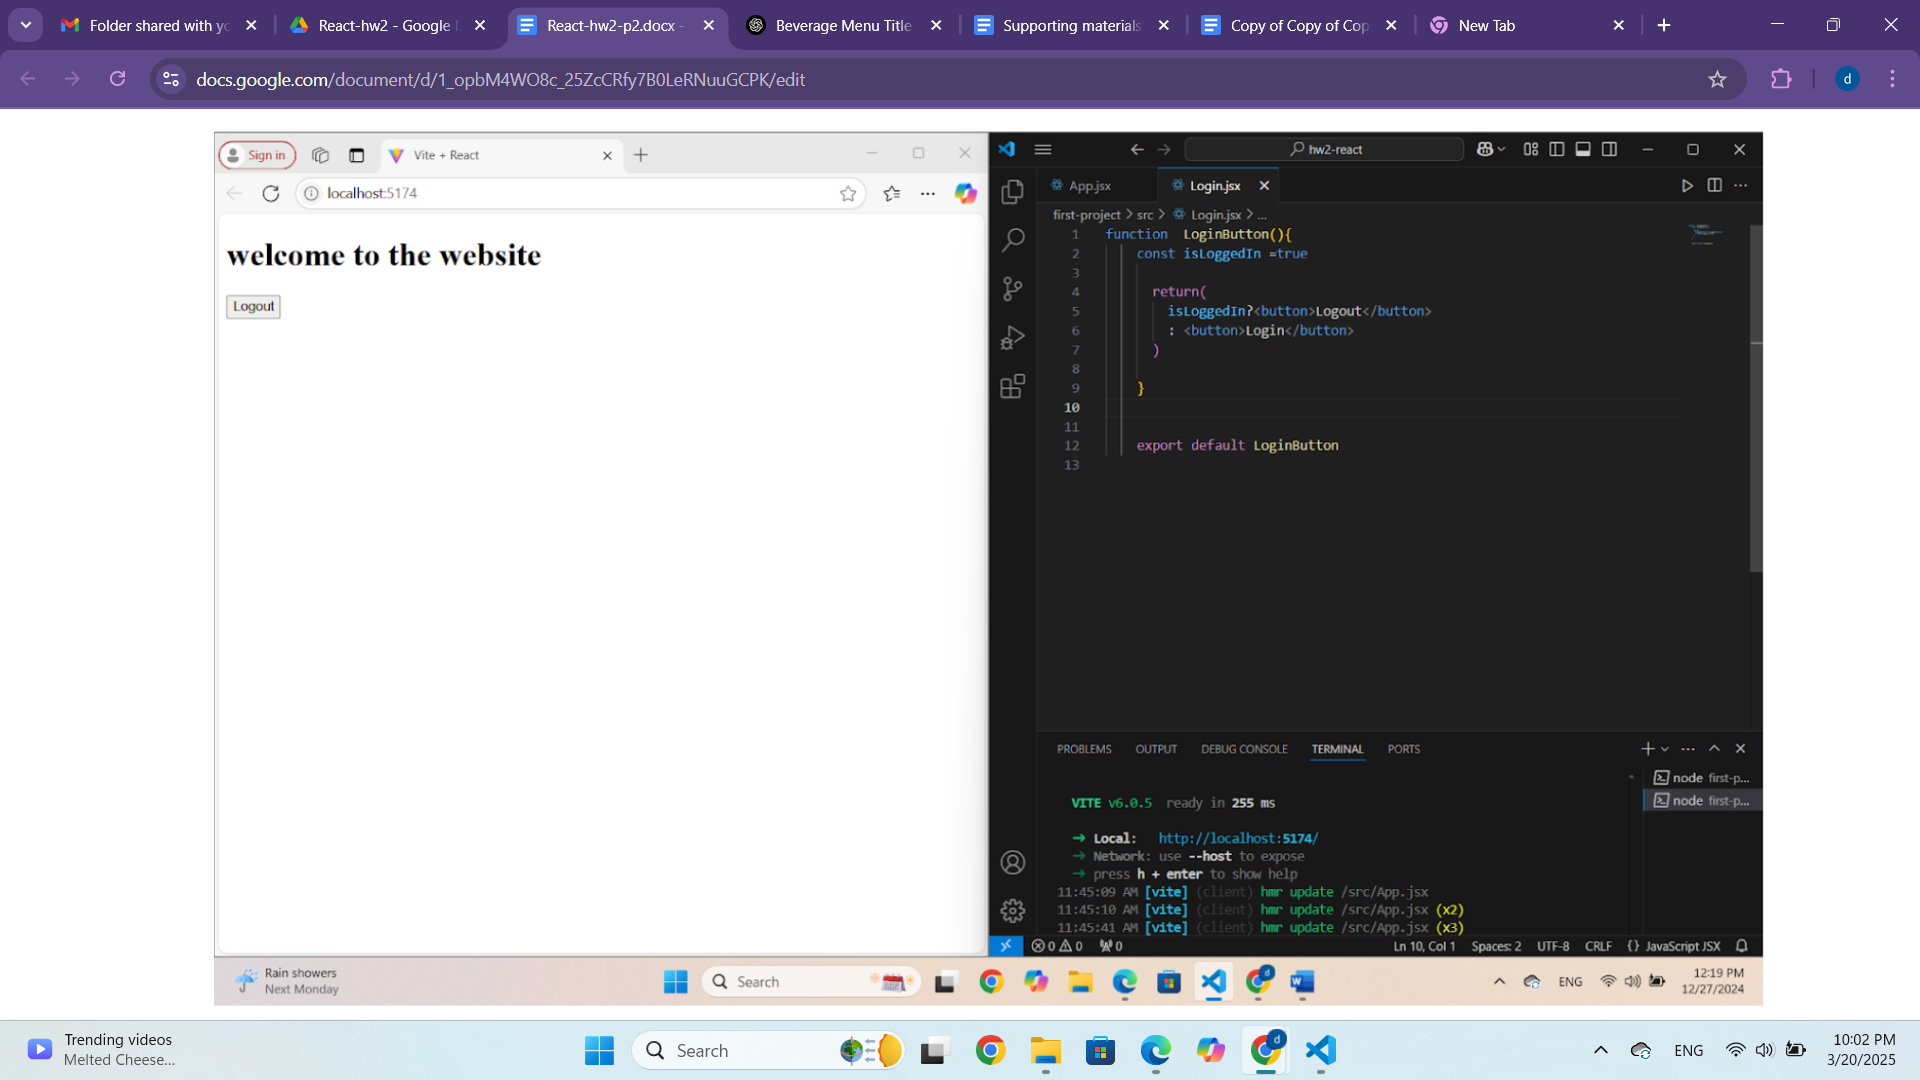 Folder shared with yo
React-hw2 - Google
React-hw2-p2.docx -
Beverage Menu Title
Supporting materials
Copy of Copy of Cop
New Tab
docs.google.com/document/d/1_opbM4WO8c_25ZcCRfy7B0LeRNuuGCPK/edit
d
Sign in
Vite + React
localhost:5174
welcome to the website
Logout
hw2-react
App.jsx
Login.jsx
first-project > src > Login.jsx > ...
1 function LoginButton(){
2 const isLoggedIn =true
3
4 return(
5 isLoggedIn?<button>Logout</button>
6 : <button>Login</button>
7 )
8
9 }
10
11
12 export default LoginButton
13
PROBLEMS OUTPUT DEBUG CONSOLE TERMINAL PORTS
node first-p...
node first-p...
VITE v6.0.5 ready in 255 ms
➜ Local: http://localhost:5174/
➜ Network: use --host to expose
➜ press h + enter to show help
11:45:09 AM [vite] (client) hmr update /src/App.jsx
11:45:10 AM [vite] (client) hmr update /src/App.jsx (x2)
11:45:41 AM [vite] (client) hmr update /src/App.jsx (x3)
0 0 0
Ln 10, Col 1 Spaces: 2 UTF-8 CRLF {} JavaScript JSX
Rain showers
Next Monday
Search
d
ENG
12:19 PM
12/27/2024
Trending videos
Melted Cheese...
Search
d
ENG
10:02 PM
3/20/2025